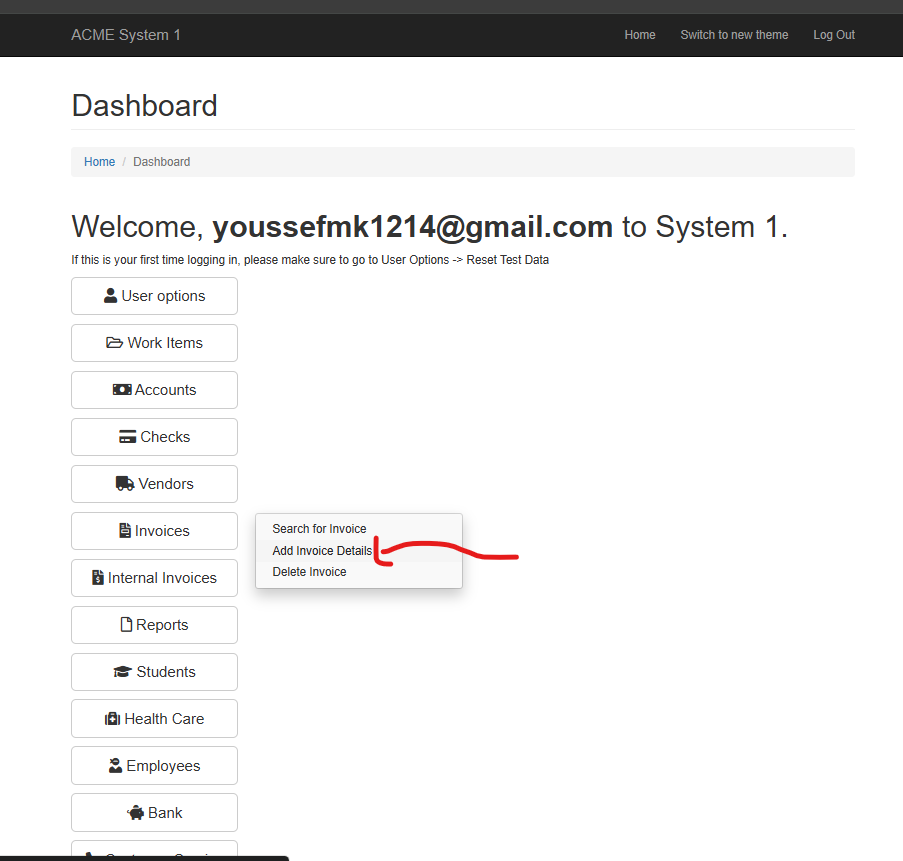 ACME System 1
Home
Switch to new theme
Log Out
Dashboard
Home / Dashboard
Welcome, youssefmk1214@gmail.com to System 1.
If this is your first time logging in, please make sure to go to User Options -> Reset Test Data
User options
Work Items
Accounts
Checks
Vendors
Invoices
Search for Invoice
Add Invoice Details
Delete Invoice
Internal Invoices
Reports
Students
Health Care
Employees
Bank